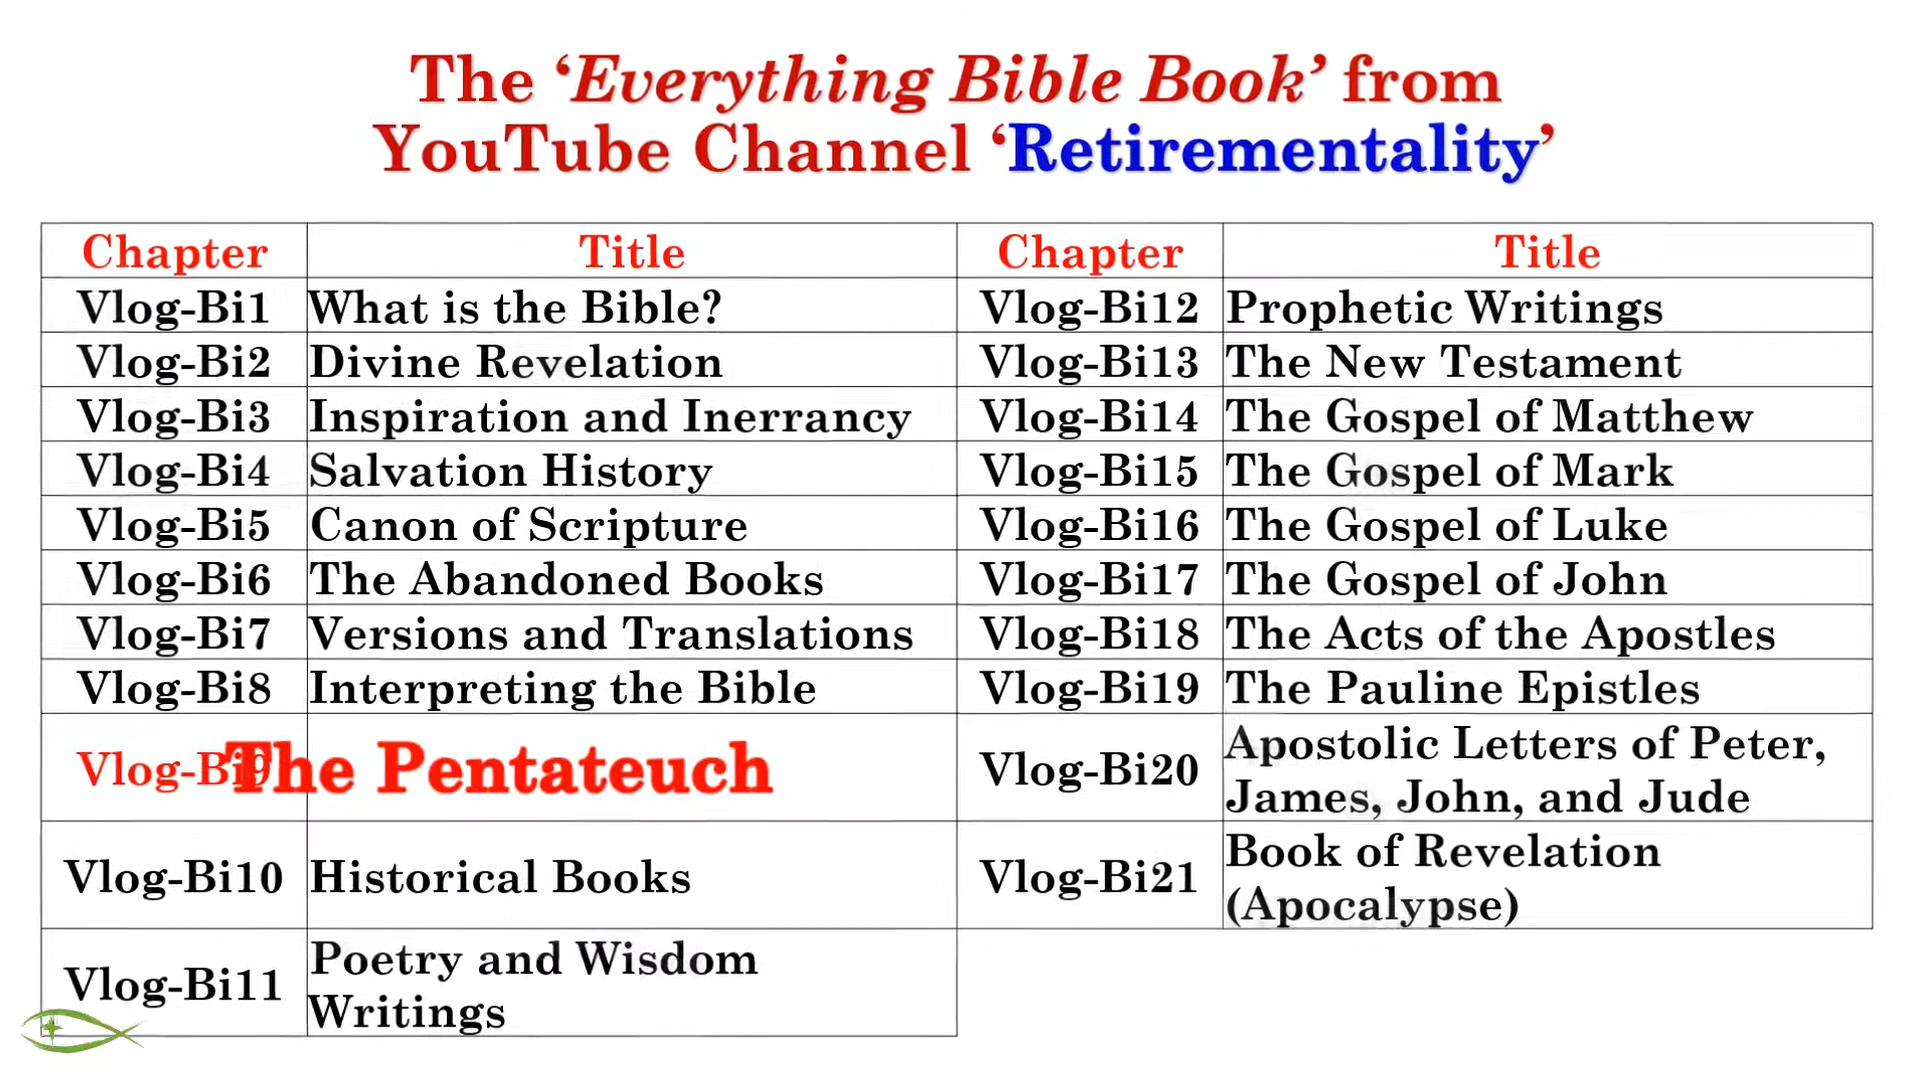 The ‘Everything Bible Book’ from
YouTube Channel ‘Retirementality’
Chapter Title Chapter Title
Vlog-Bi1 What is the Bible? Vlog-Bi12 Prophetic Writings
Vlog-Bi2 Divine Revelation Vlog-Bi13 The New Testament
Vlog-Bi3 Inspiration and Inerrancy Vlog-Bi14 The Gospel of Matthew
Vlog-Bi4 Salvation History Vlog-Bi15 The Gospel of Mark
Vlog-Bi5 Canon of Scripture Vlog-Bi16 The Gospel of Luke
Vlog-Bi6 The Abandoned Books Vlog-Bi17 The Gospel of John
Vlog-Bi7 Versions and Translations Vlog-Bi18 The Acts of the Apostles
Vlog-Bi8 Interpreting the Bible Vlog-Bi19 The Pauline Epistles
Vlog-Bi9 The Pentateuch Vlog-Bi20 Apostolic Letters of Peter,
James, John, and Jude
Vlog-Bi10 Historical Books Vlog-Bi21 Book of Revelation
(Apocalypse)
Vlog-Bi11 Poetry and Wisdom
Writings